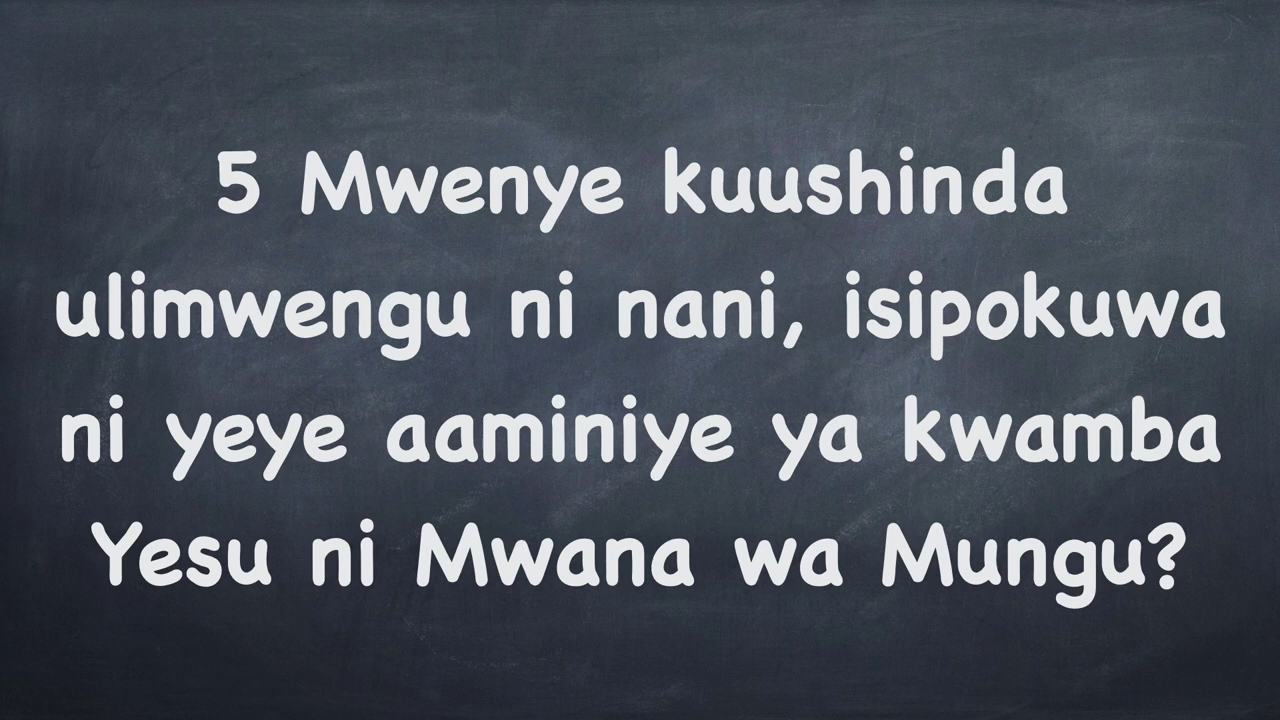 5 Mwenye kuushinda
ulimwengu ni nani, isipokuwa
ni yeye aaminiye ya kwamba
Yesu ni Mwana wa Mungu?